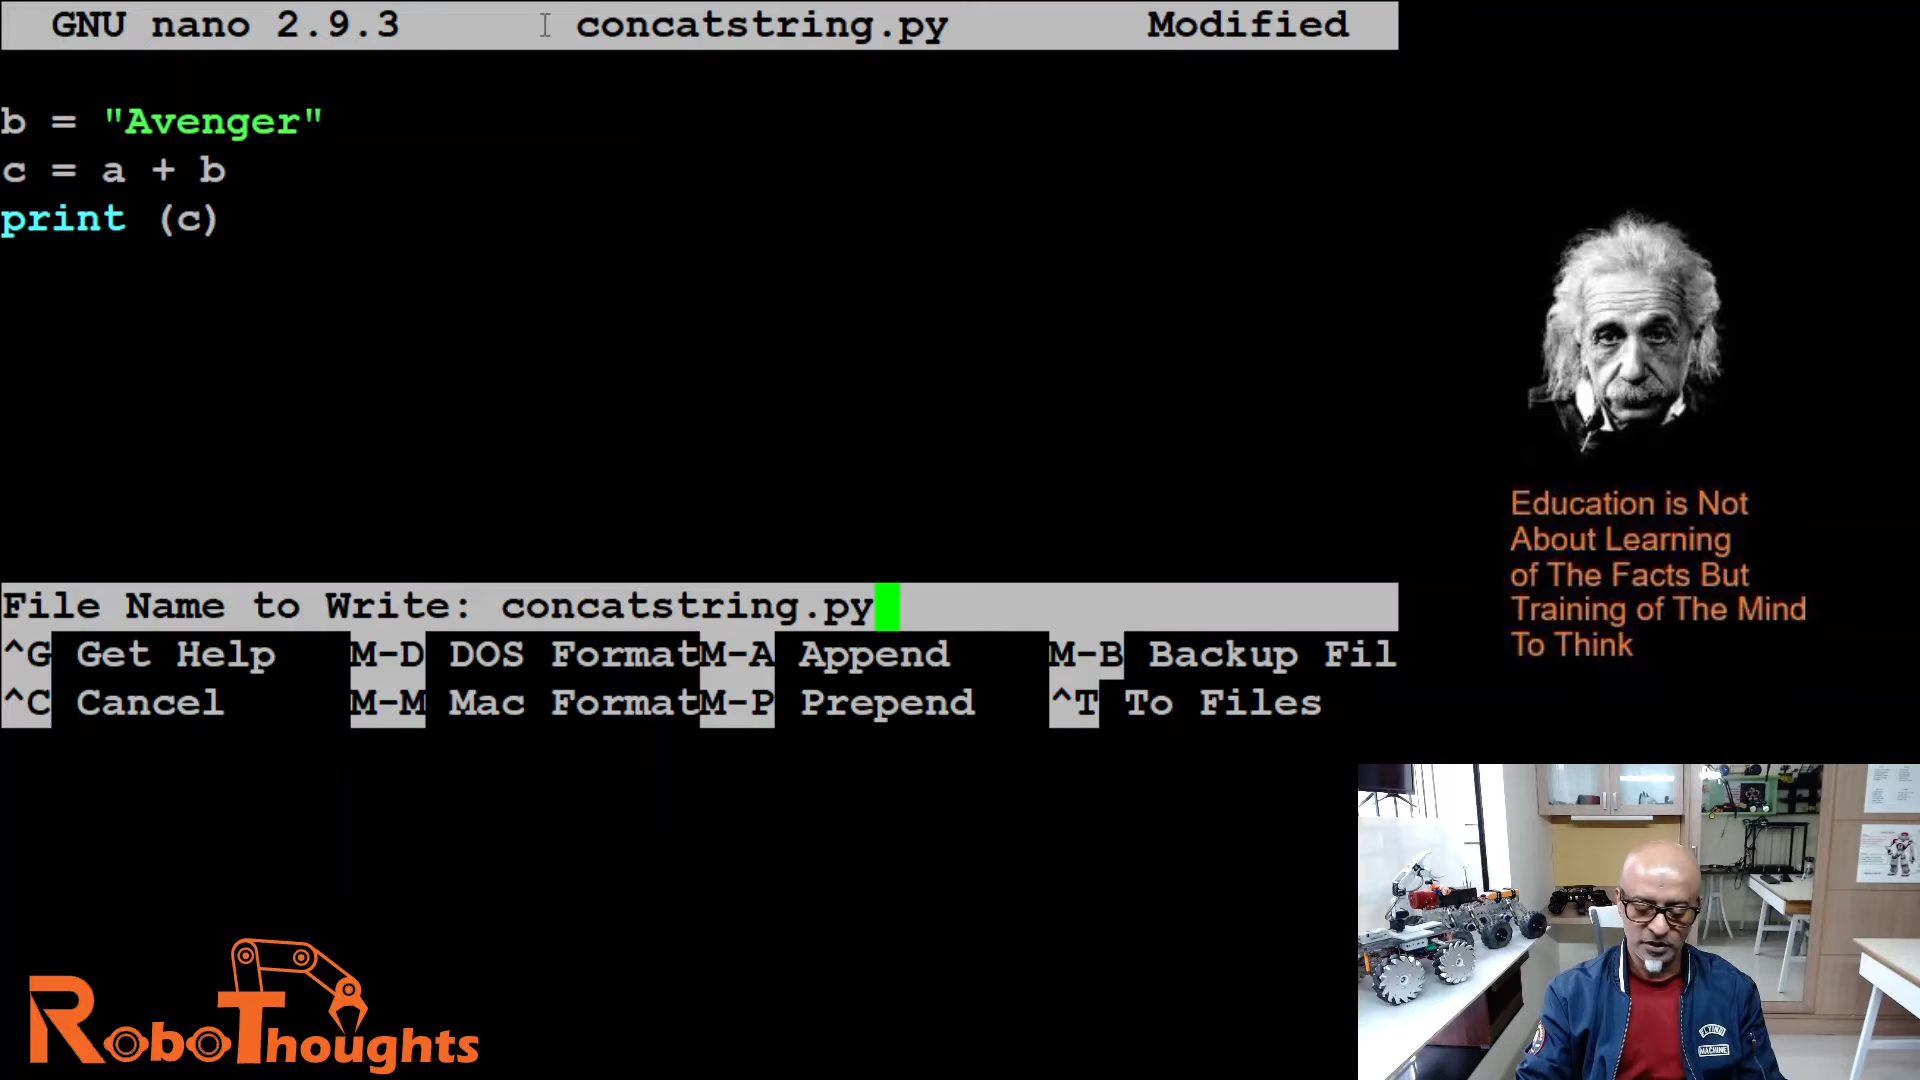 GNU nano 2.9.3 concatstring.py Modified
b = "Avenger"
c = a + b
print (c)
File Name to Write: concatstring.py
^G Get Help M-D DOS Format M-A Append M-B Backup Fil
^C Cancel M-M Mac Format M-P Prepend ^T To Files
Education is Not
About Learning
of The Facts But
Training of The Mind
To Think
RoboThoughts
FLYING
MACHINE